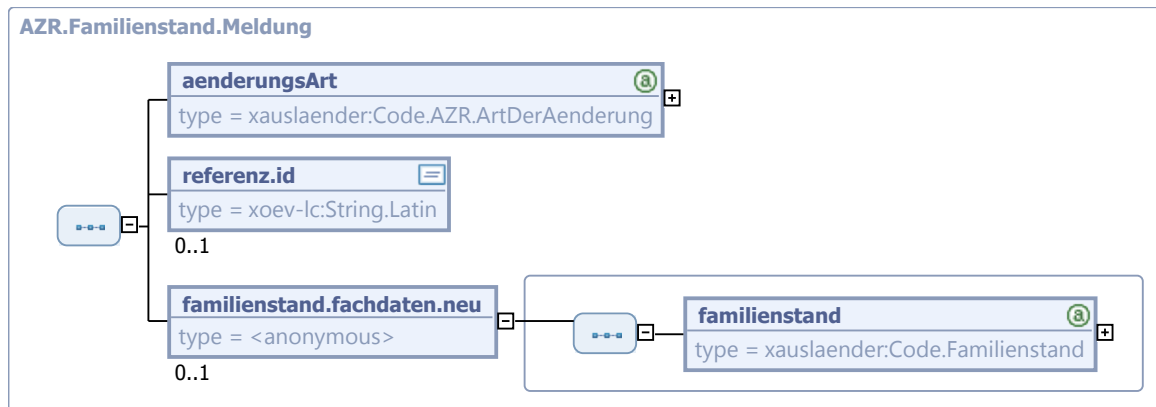 AZR.Familienstand.Meldung
aenderungsArt
type = xauslaender:Code.AZR.ArtDerAenderung
referenz.id
type = xoev-lc:String.Latin
0..1
familienstand.fachdaten.neu
type = <anonymous>
0..1
familienstand
type = xauslaender:Code.Familienstand